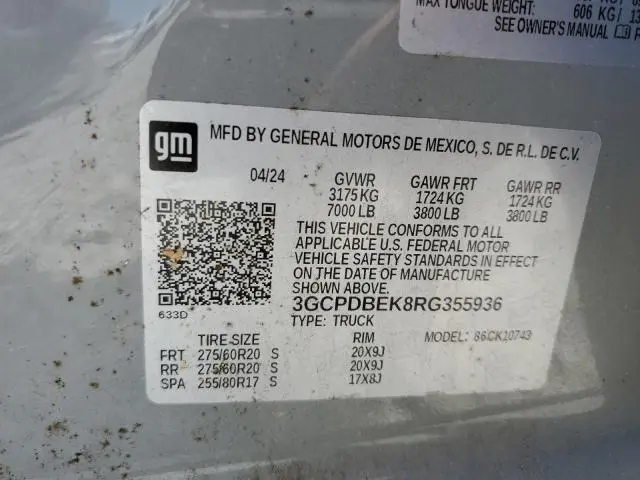 MAX TONGUE WEIGHT: 606 KG/
SEE OWNER'S MANUAL
gm
MFD BY GENERAL MOTORS DE MEXICO, S. DE R.L. DE C.V.
04/24 GVWR GAWR FRT GAWR RR
3175 KG 1724 KG 1724 KG
7000 LB 3800 LB 3800 LB
THIS VEHICLE CONFORMS TO ALL
APPLICABLE U.S. FEDERAL MOTOR
VEHICLE SAFETY STANDARDS IN EFFECT
ON THE DATE OF MANUFACTURE
SHOWN ABOVE.
633D 3GCPDBEK8RG355936
TYPE: TRUCK MODEL: 86CK10743
TIRE SIZE RIM
FRT 275/60R20 S 20X9J
RR 275/60R20 S 20X9J
SPA 255/80R17 S 17X8J